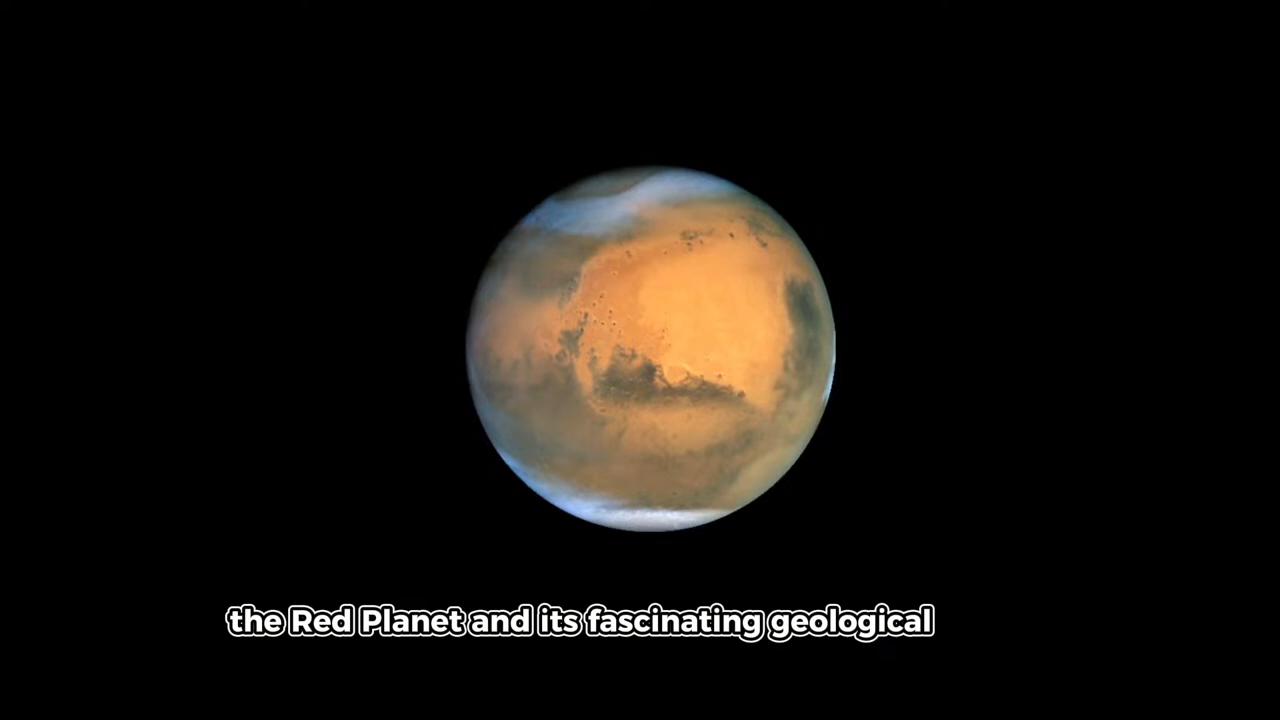 the Red Planet and its fascinating geological